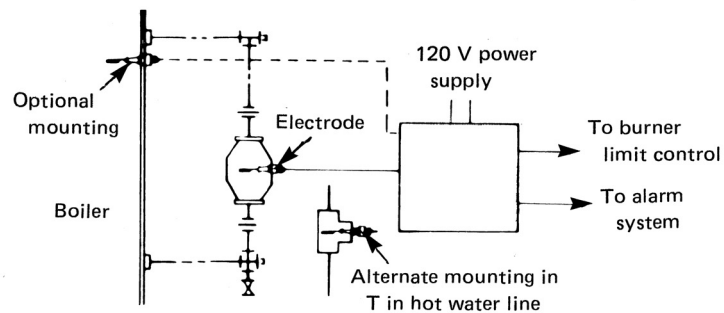 120 V power
supply
Optional
mounting
Electrode
To burner
limit control
Boiler
To alarm
system
Alternate mounting in
T in hot water line